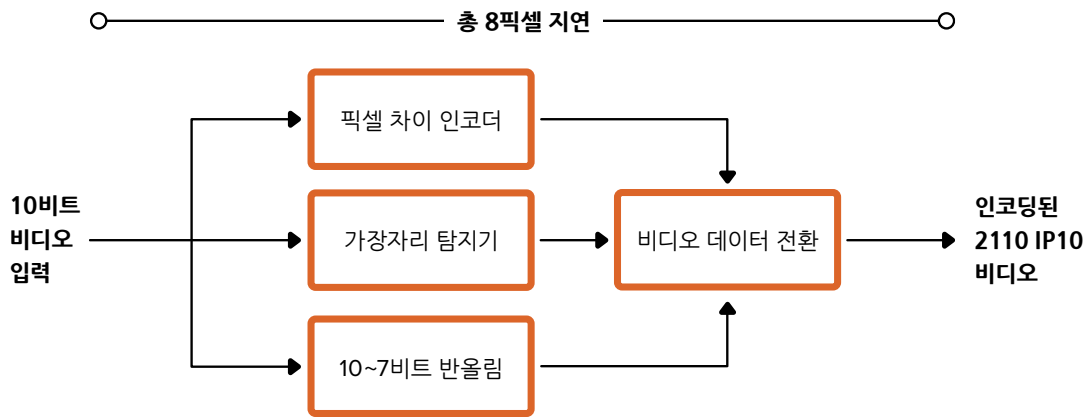 총 8픽셀 지연
픽셀 차이 인코더
10비트
비디오
입력
가장자리 탐지기
비디오 데이터 전환
인코딩된
2110 IP10
비디오
10~7비트 반올림